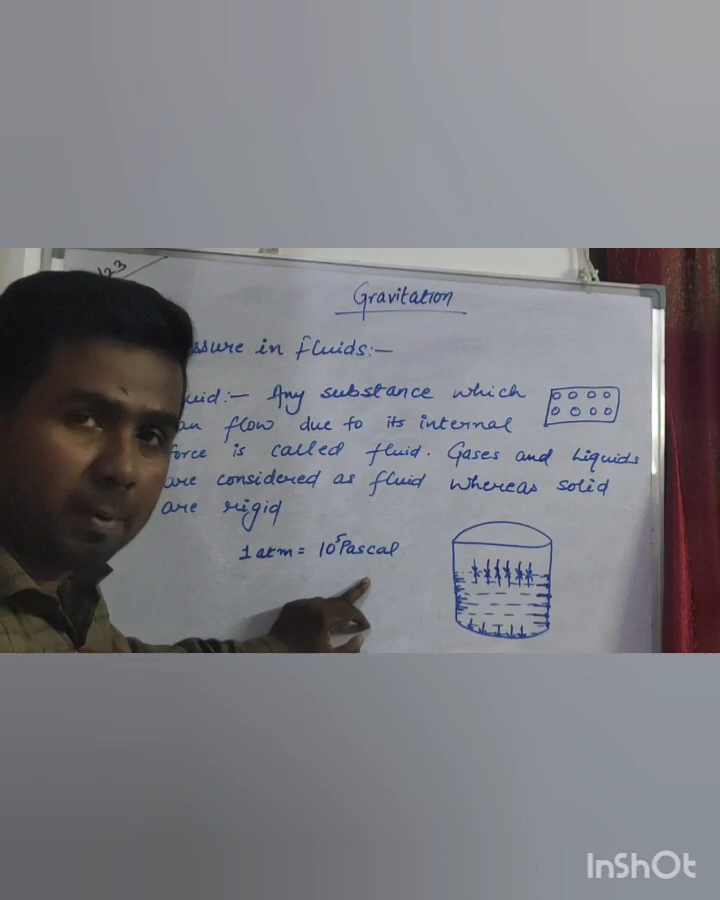 123
Gravitation
ssure in fluids:-
uid:- Any substance which
an flow due to its internal
force is called fluid. Gases and Liquids
are considered as fluid whereas solid
are rigid
1 atm = 10⁵ Pascal
InShOt